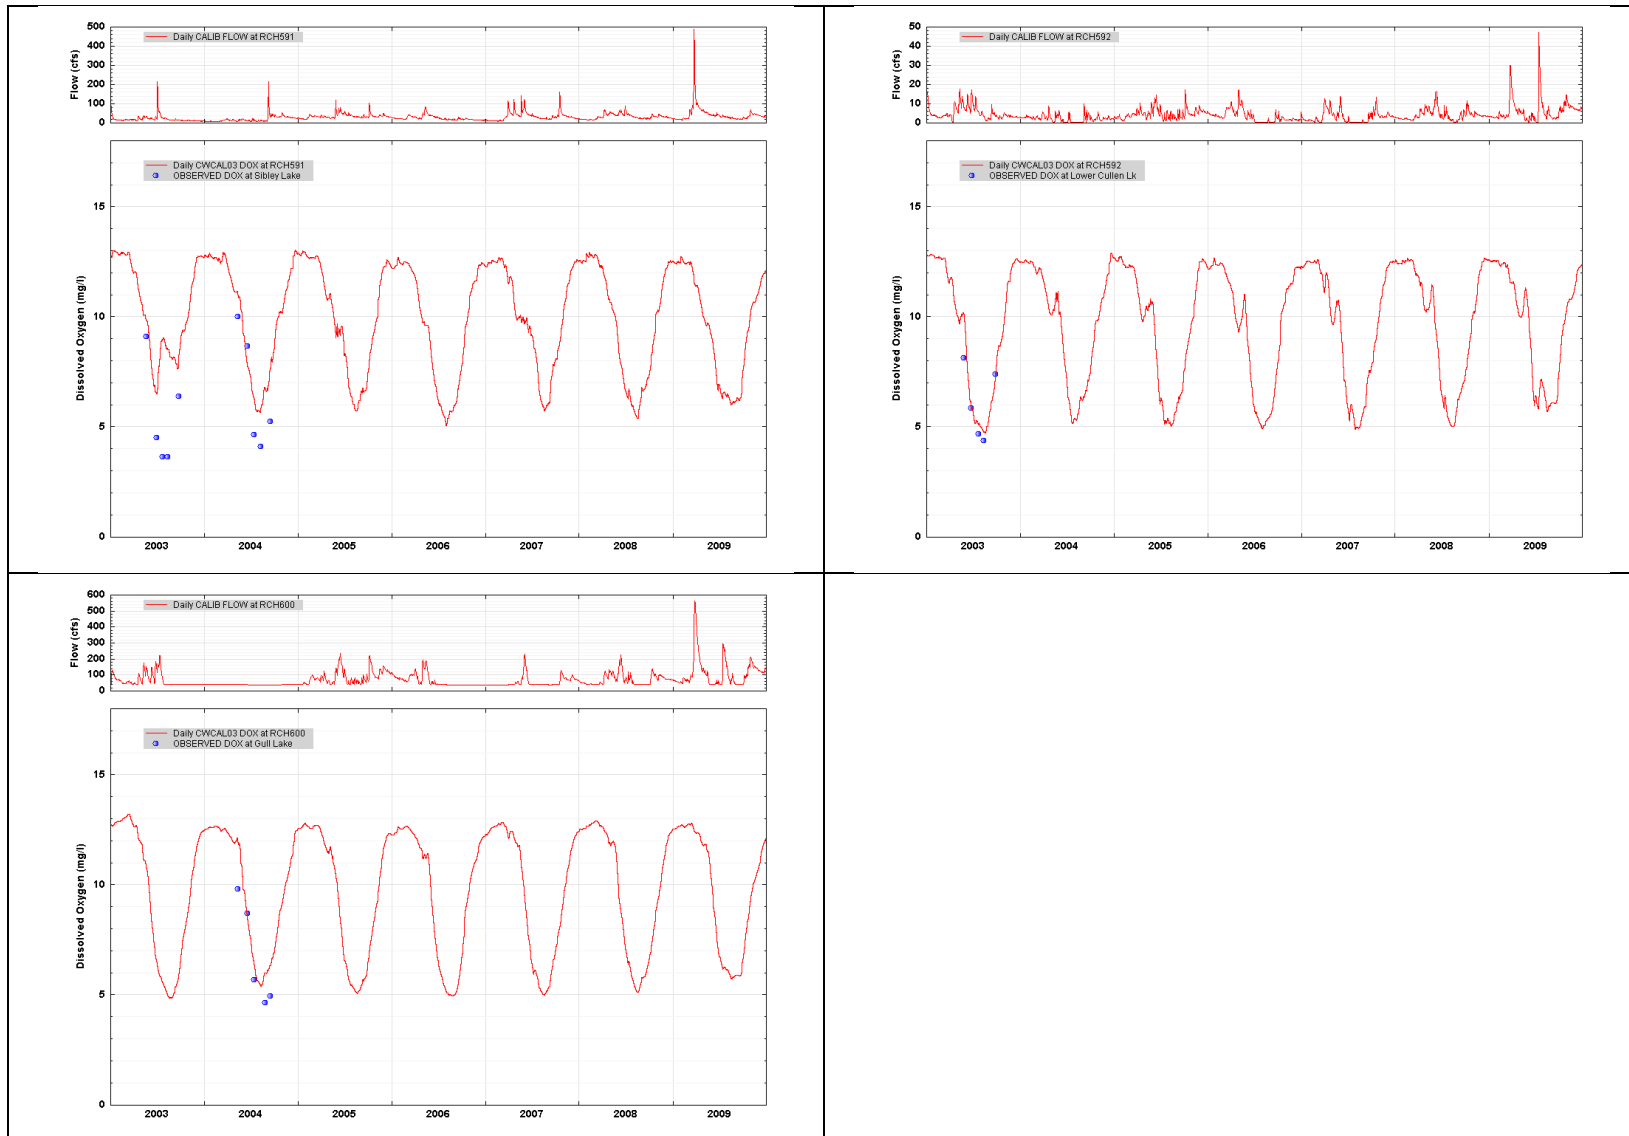 500
400
300
200
100
0
Flow (cfs)
Daily CALIB FLOW at RCH591
Daily CWCAL03 DOX at RCH591
OBSERVED DOX at Sibley Lake
15
10
5
0
Dissolved Oxygen (mg/l)
2003 2004 2005 2006 2007 2008 2009
50
40
30
20
10
0
Flow (cfs)
Daily CALIB FLOW at RCH592
Daily CWCAL03 DOX at RCH592
OBSERVED DOX at Lower Cullen Lk
15
10
5
0
Dissolved Oxygen (mg/l)
2003 2004 2005 2006 2007 2008 2009
600
500
400
300
200
100
0
Flow (cfs)
Daily CALIB FLOW at RCH600
Daily CWCAL03 DOX at RCH600
OBSERVED DOX at Gull Lake
15
10
5
0
Dissolved Oxygen (mg/l)
2003 2004 2005 2006 2007 2008 2009